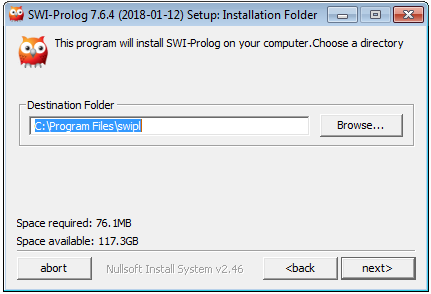 SWI-Prolog 7.6.4 (2018-01-12) Setup: Installation Folder
This program will install SWI-Prolog on your computer.Choose a directory
Destination Folder
C:\Program Files\swipl
Browse...
Space required: 76.1MB
Space available: 117.3GB
abort
Nullsoft Install System v2.46
<back
next>